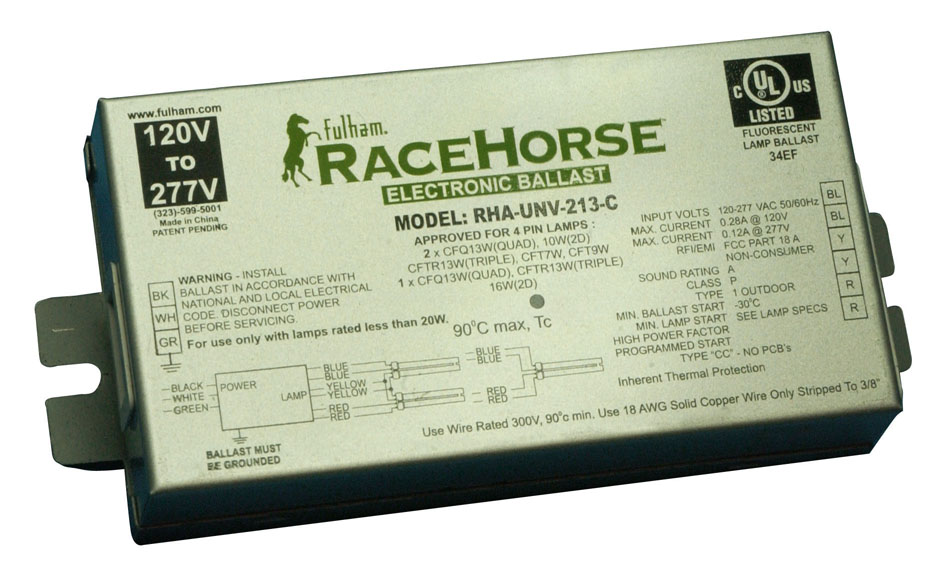 www.fulham.com
120V
TO
277V
(323)-599-5001
Made in China
PATENT PENDING
fulham.
RACEHORSE™
ELECTRONIC BALLAST
MODEL: RHA-UNV-213-C
APPROVED FOR 4 PIN LAMPS :
2 x CFQ13W(QUAD), 10W(2D)
CFTR13W(TRIPLE), CFT7W, CFT9W
1 x CFQ13W(QUAD), CFTR13W(TRIPLE)
16W(2D)
C UL US
LISTED
FLUORESCENT
LAMP BALLAST
34EF
INPUT VOLTS 120-277 VAC 50/60Hz
MAX. CURRENT 0.28A @ 120V
MAX. CURRENT 0.12A @ 277V
RFI/EMI FCC PART 18 A
NON-CONSUMER
SOUND RATING A
CLASS P
TYPE 1 OUTDOOR
MIN. BALLAST START -30°C
MIN. LAMP START SEE LAMP SPECS
HIGH POWER FACTOR
PROGRAMMED START
TYPE "CC" - NO PCB's
Inherent Thermal Protection
BL
BL
Y
Y
R
R
BK
WH
GR
WARNING - INSTALL
BALLAST IN ACCORDANCE WITH
NATIONAL AND LOCAL ELECTRICAL
CODE. DISCONNECT POWER
BEFORE SERVICING.
For use only with lamps rated less than 20W.
90°C max, Tc
BLACK
WHITE
GREEN
POWER
LAMP
BLUE
BLUE
YELLOW
YELLOW
RED
RED
BLUE
BLUE
RED
RED
BALLAST MUST
BE GROUNDED
Use Wire Rated 300V, 90°c min. Use 18 AWG Solid Copper Wire Only Stripped To 3/8"